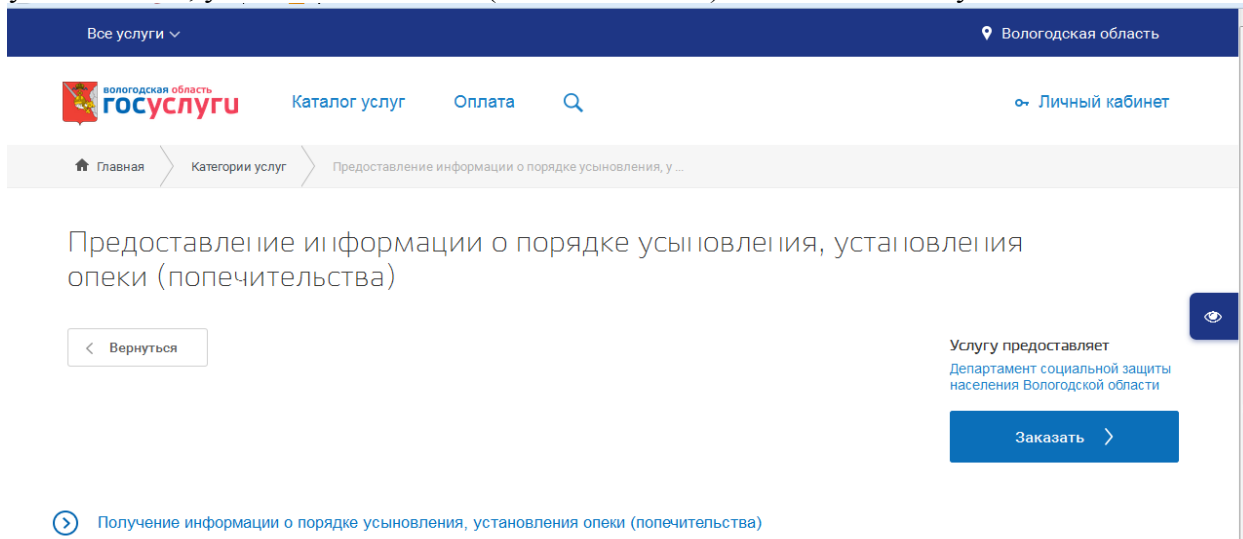 Все услуги
Вологодская область
вологодская область
госуслуги
Каталог услуг
Оплата
Личный кабинет
Главная
Категории услуг
Предоставление информации о порядке усыновления, у ...
Предоставление информации о порядке усыновления, установления
опеки (попечительства)
Вернуться
Услугу предоставляет
Департамент социальной защиты
населения Вологодской области
Заказать
Получение информации о порядке усыновления, установления опеки (попечительства)